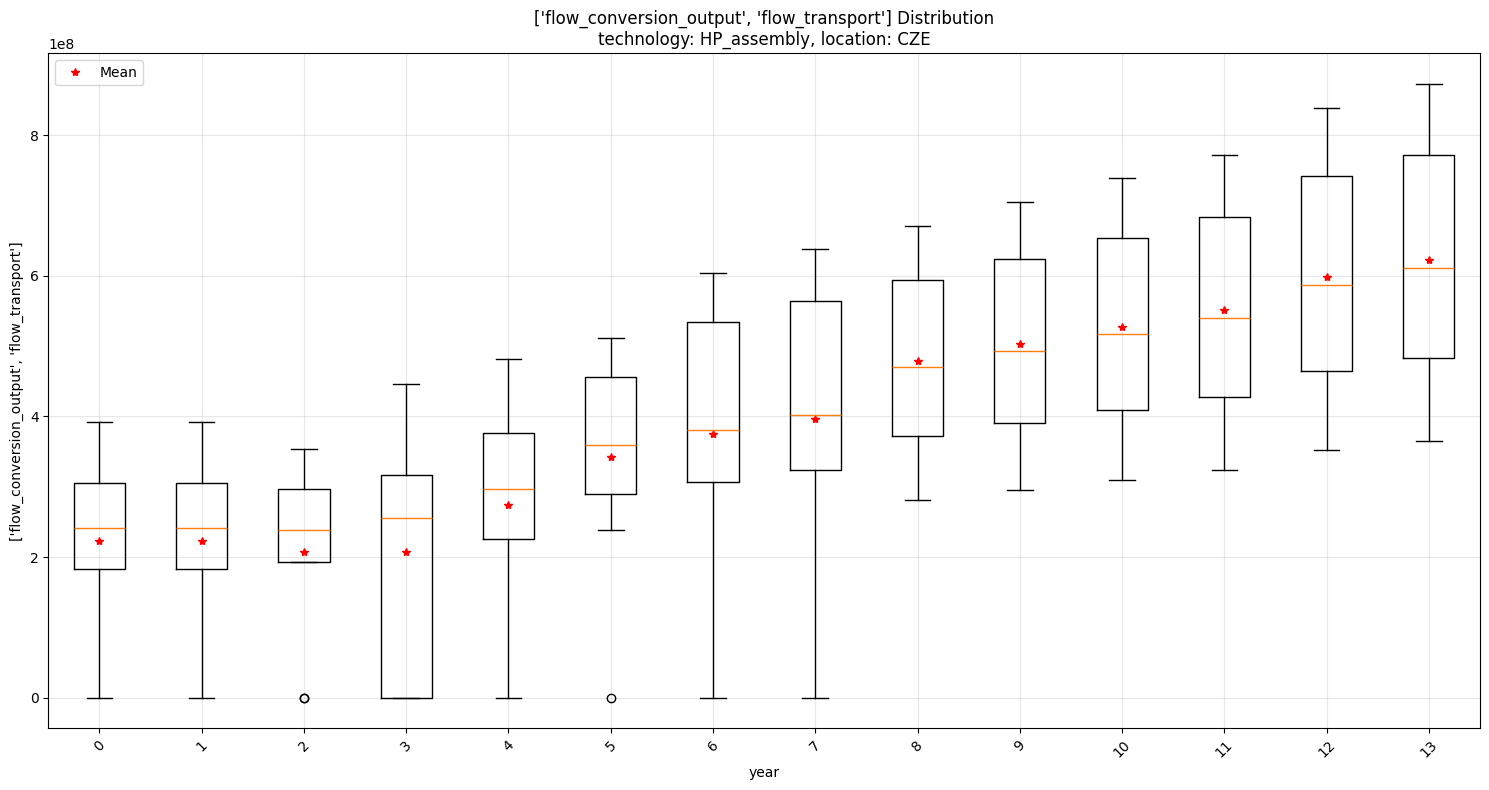 ['flow_conversion_output', 'flow_transport'] Distribution
technology: HP_assembly, location: CZE
1e8
Mean
8
6
4
2
0
['flow_conversion_output', 'flow_transport']
0 1 2 3 4 5 6 7 8 9 10 11 12 13
year